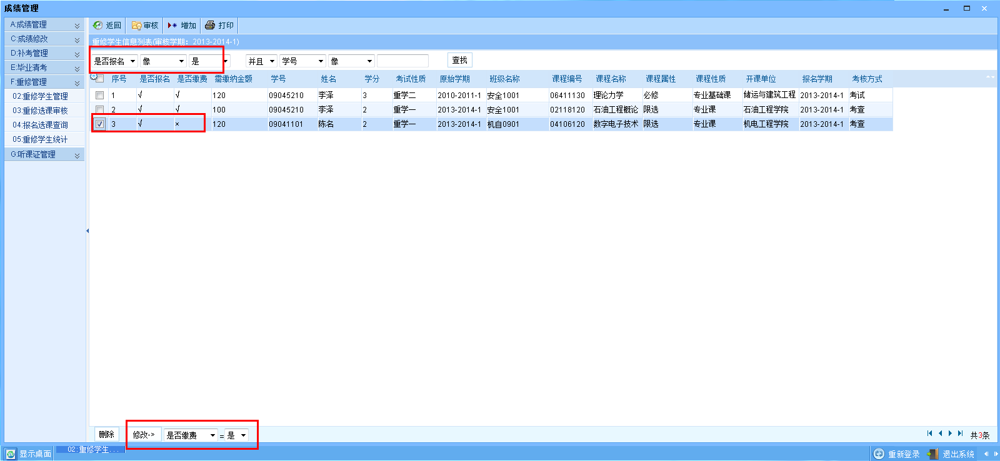 成绩管理
A:成绩管理
C:成绩修改
D:补考管理
E:毕业清考
F:重修管理
02:重修学生管理
03:重修选课审核
04:报名选课查询
05:重修学生统计
G:听课证管理
返回 审核 增加 打印
重修学生信息列表(审核学期：2013-2014-1)
是否报名 像 是 并且 学号 像 查找
序号 是否报名 是否缴费 需缴纳金额 学号 姓名 学分 考试性质 原始学期 班级名称 课程编号 课程名称 课程属性 课程性质 开课单位 报名学期 考核方式
1 √ √ 120 09045210 李泽 3 重学二 2010-2011-1 安全1001 06411130 理论力学 必修 专业基础课 储运与建筑工程 2013-2014-1 考试
2 √ √ 100 09045210 李泽 2 重学一 2013-2014-1 安全1001 02118120 石油工程概论 限选 专业课 石油工程学院 2013-2014-1 考查
3 √ × 120 09041101 陈名 2 重学一 2013-2014-1 机自0901 04106120 数字电子技术 限选 专业课 机电工程学院 2013-2014-1 考查
删除 修改-> 是否缴费 = 是 共3条
显示桌面 02:重修学生... 重新登录 退出系统